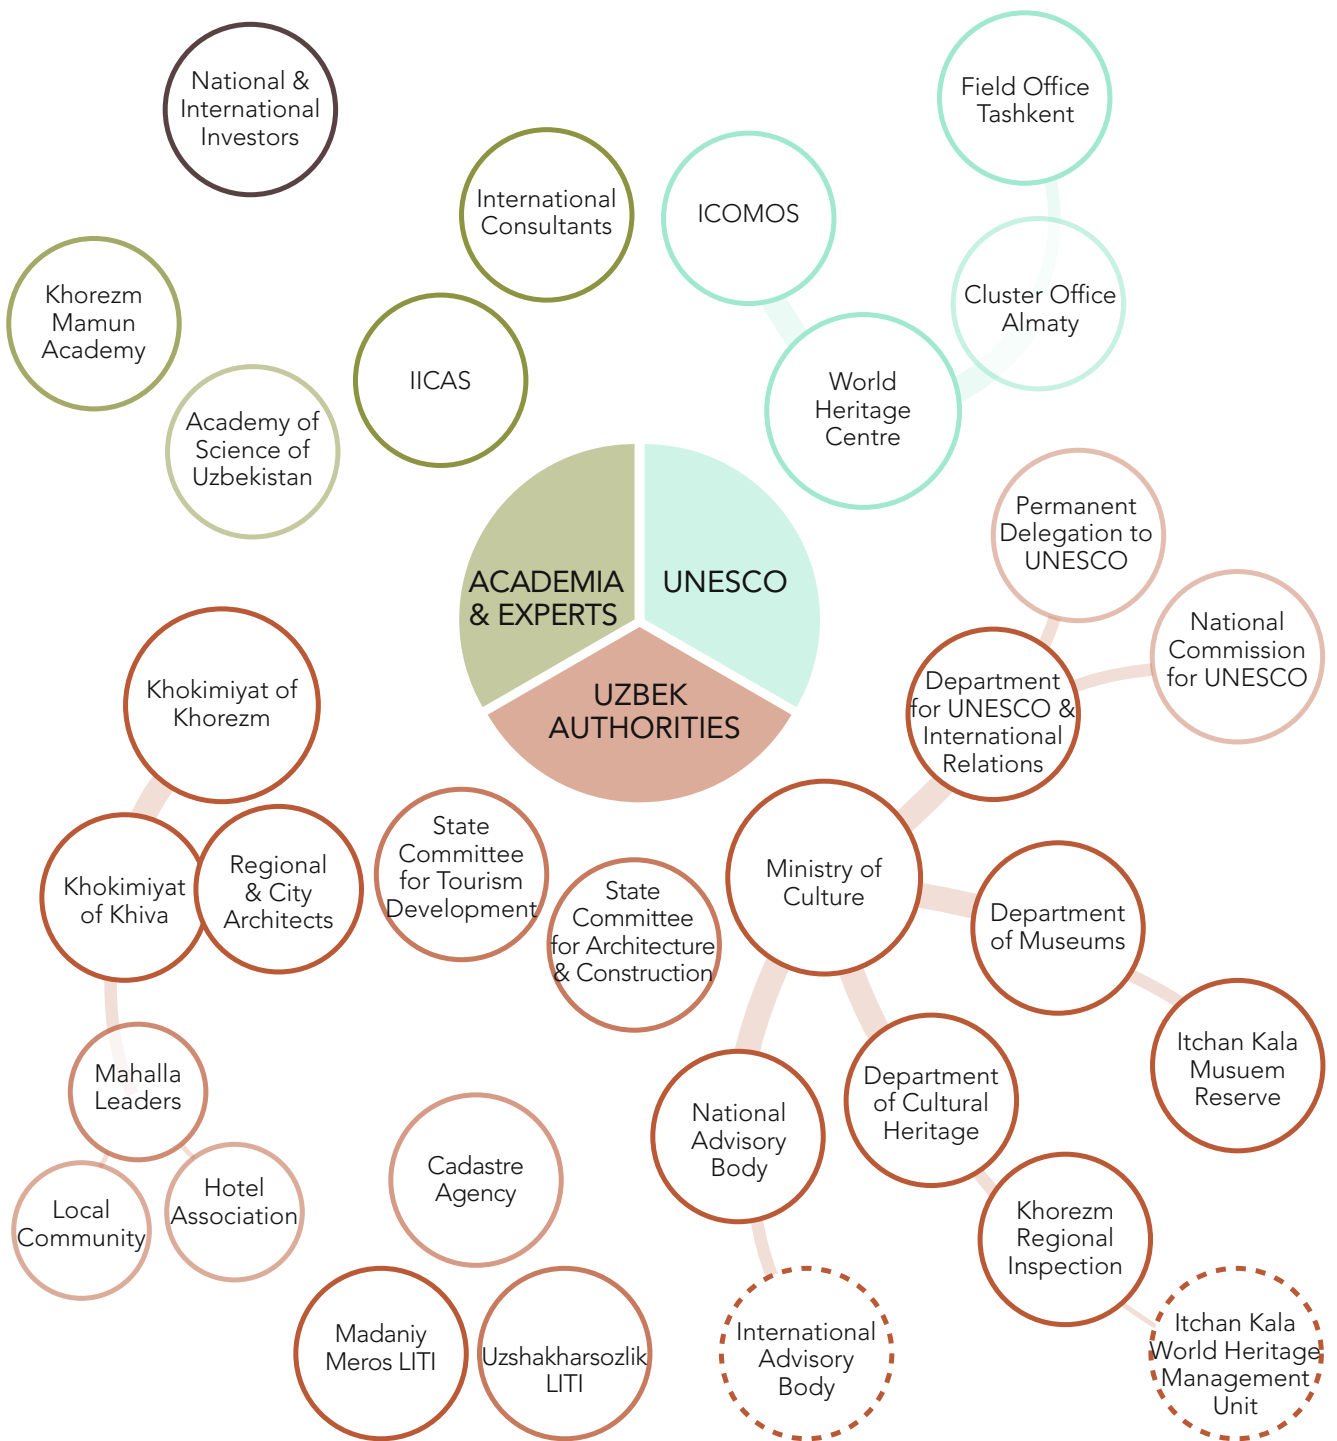 National &
International
Investors
Field Office
Tashkent
International
Consultants
ICOMOS
Khorezm
Mamun
Academy
Cluster Office
Almaty
IICAS
World
Heritage
Centre
Academy of
Science of
Uzbekistan
Permanent
Delegation to
UNESCO
ACADEMIA
& EXPERTS
UNESCO
UZBEK
AUTHORITIES
National
Commission
for UNESCO
Khokimiyat of
Khorezm
Department
for UNESCO &
International
Relations
State
Committee
for Tourism
Development
Ministry of
Culture
Khokimiyat
of Khiva
Regional
& City
Architects
State
Committee
for Architecture
& Construction
Department
of Museums
Itchan Kala
Musuem
Reserve
Mahalla
Leaders
Department
of Cultural
Heritage
National
Advisory
Body
Cadastre
Agency
Local
Community
Hotel
Association
Khorezm
Regional
Inspection
Madaniy
Meros LITI
Uzshakharsozlik
LITI
International
Advisory
Body
Itchan Kala
World Heritage
Management
Unit